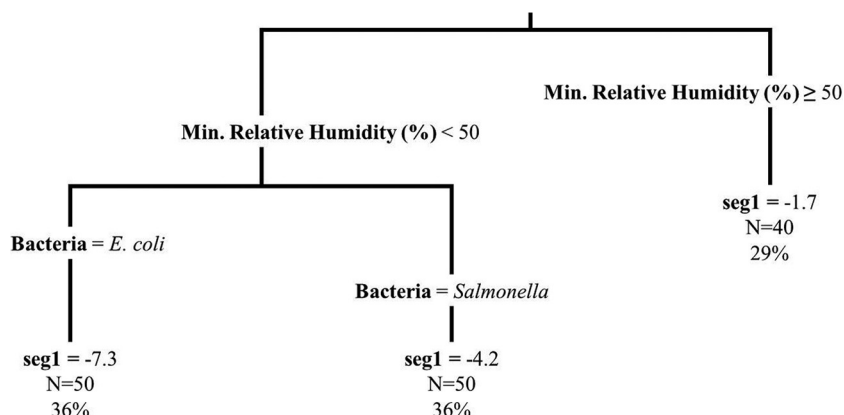 Min. Relative Humidity (%) ≥ 50
Min. Relative Humidity (%) < 50
seg1 = -1.7
N=40
29%
Bacteria = E. coli
Bacteria = Salmonella
seg1 = -7.3
N=50
36%
seg1 = -4.2
N=50
36%